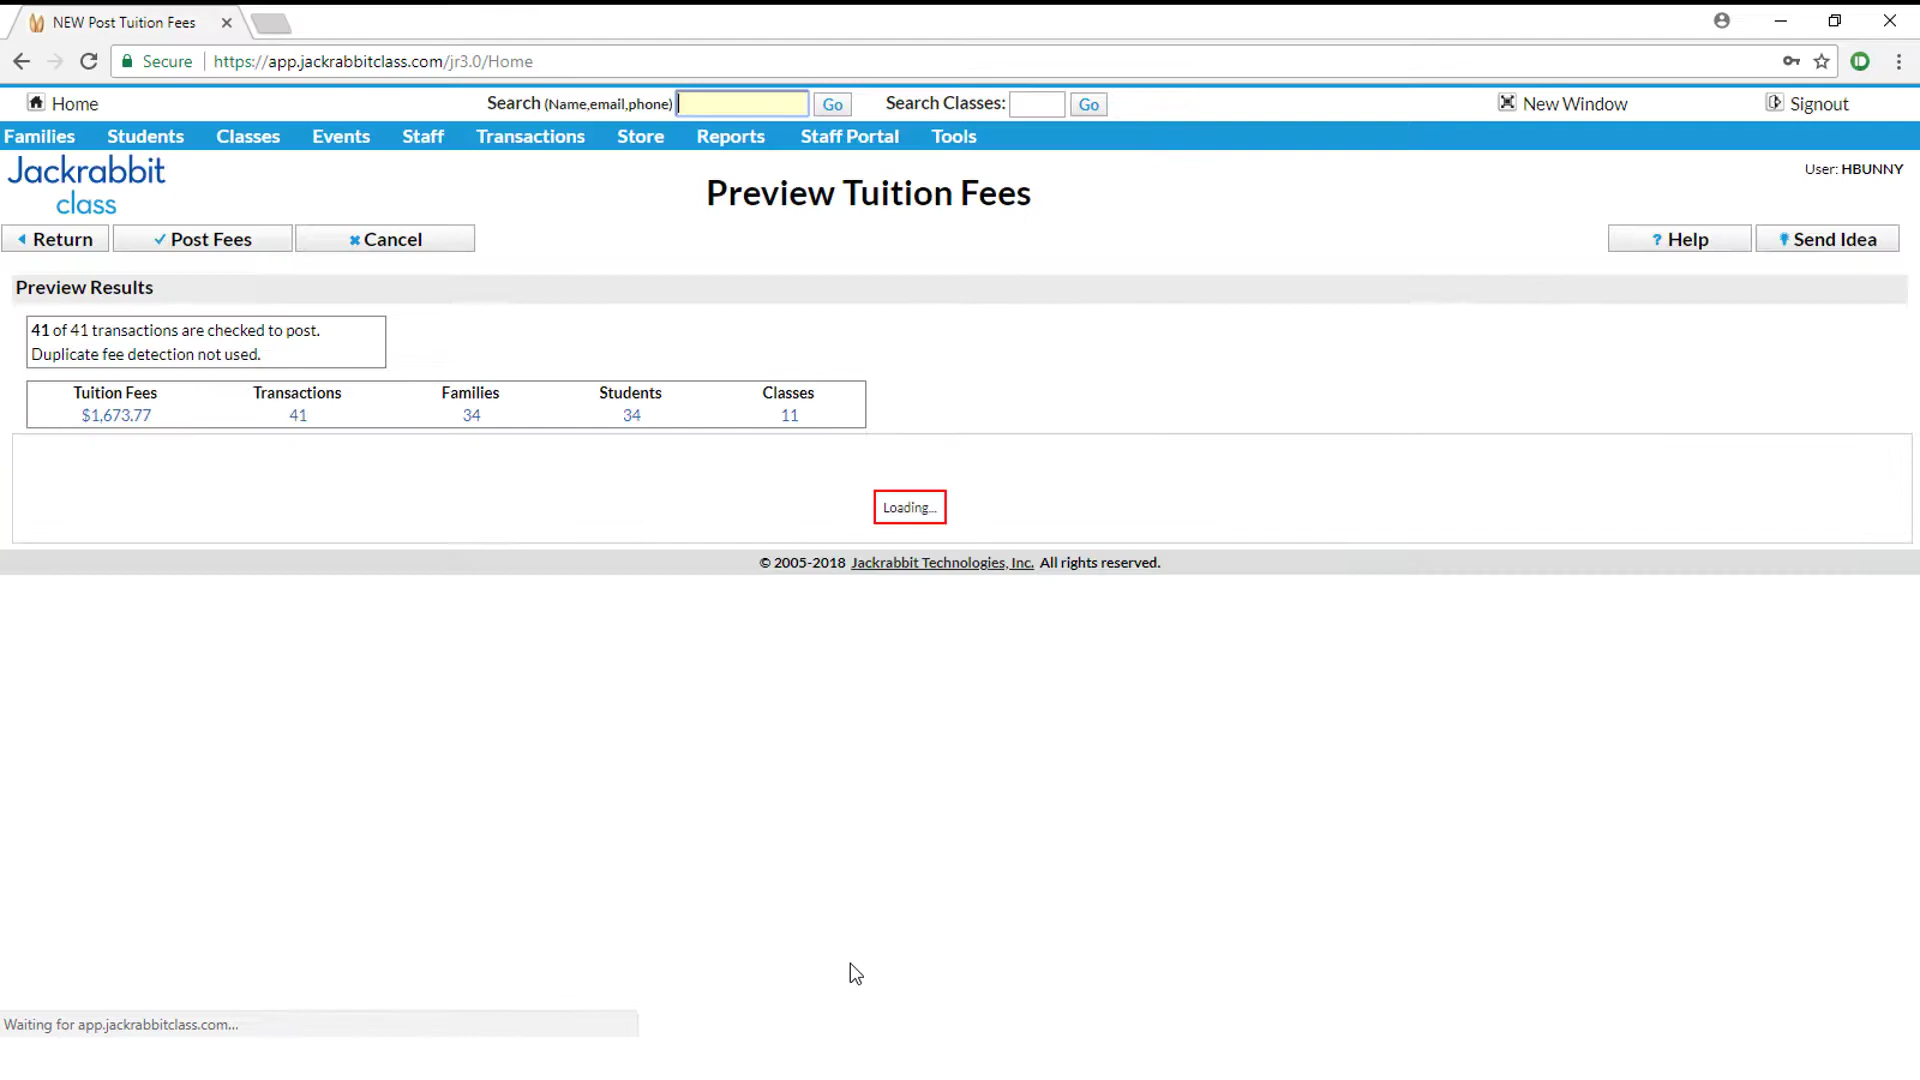 NEW Post Tuition Fees
Secure https://app.jackrabbitclass.com/jr3.0/Home
Home Search (Name,email,phone) Go Search Classes: Go New Window Signout
Families Students Classes Events Staff Transactions Store Reports Staff Portal Tools
Jackrabbit
class
Preview Tuition Fees
User: HBUNNY
Return Post Fees Cancel ? Help Send Idea
Preview Results
41 of 41 transactions are checked to post.
Duplicate fee detection not used.
Tuition Fees Transactions Families Students Classes
$1,673.77 41 34 34 11
Loading...
© 2005-2018 Jackrabbit Technologies, Inc. All rights reserved.
Waiting for app.jackrabbitclass.com...